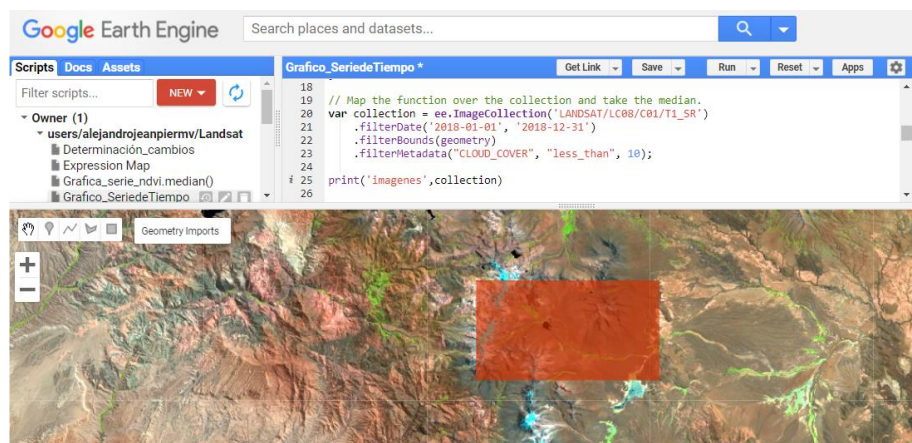 Google Earth Engine
Search places and datasets...
Scripts Docs Assets
Filter scripts...
NEW
Owner (1)
users/alejandrojeanpiermv/Landsat
Determinación_cambios
Expression Map
Grafica_serie_ndvi.median()
Grafico_SeriedeTiempo
Grafico_SeriedeTiempo *
Get Link
Save
Run
Reset
Apps
18
19 // Map the function over the collection and take the median.
20 var collection = ee.ImageCollection('LANDSAT/LC08/C01/T1_SR')
21 .filterDate('2018-01-01', '2018-12-31')
22 .filterBounds(geometry)
23 .filterMetadata("CLOUD_COVER", "less_than", 10);
24
i 25 print('imagenes',collection)
26
Geometry Imports